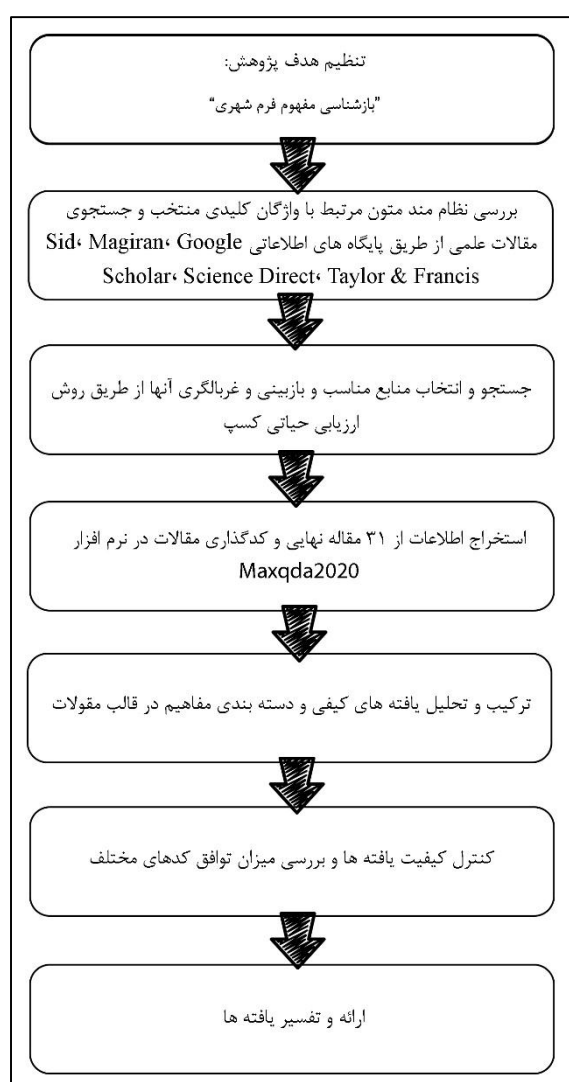 تنظیم هدف پژوهش:
"بازشناسی مفهوم فرم شهری"
بررسی نظام مند متون مرتبط با واژگان کلیدی منتخب و جستجوی
مقالات علمی از طریق پایگاه های اطلاعاتی Sid، Magiran، Google
Scholar، Science Direct، Taylor & Francis
جستجو و انتخاب منابع مناسب و بازبینی و غربالگری آنها از طریق روش
ارزیابی حیاتی کسپ
استخراج اطلاعات از ۳۱ مقاله نهایی و کدگذاری مقالات در نرم افزار
Maxqda2020
ترکیب و تحلیل یافته های کیفی و دسته بندی مفاهیم در قالب مقولات
کنترل کیفیت یافته ها و بررسی میزان توافق کدهای مختلف
ارائه و تفسیر یافته ها